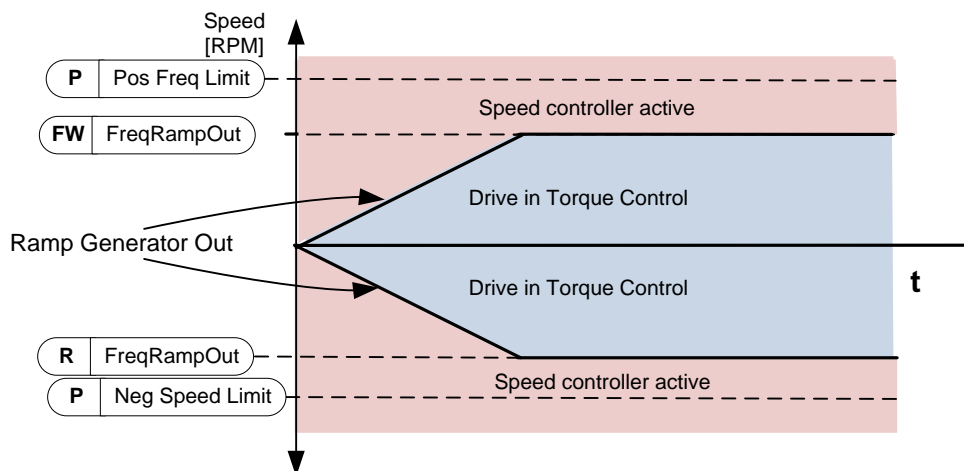 Speed
[RPM]
P Pos Freq Limit
Speed controller active
FW FreqRampOut
Drive in Torque Control
Ramp Generator Out
Drive in Torque Control
t
R FreqRampOut
Speed controller active
P Neg Speed Limit